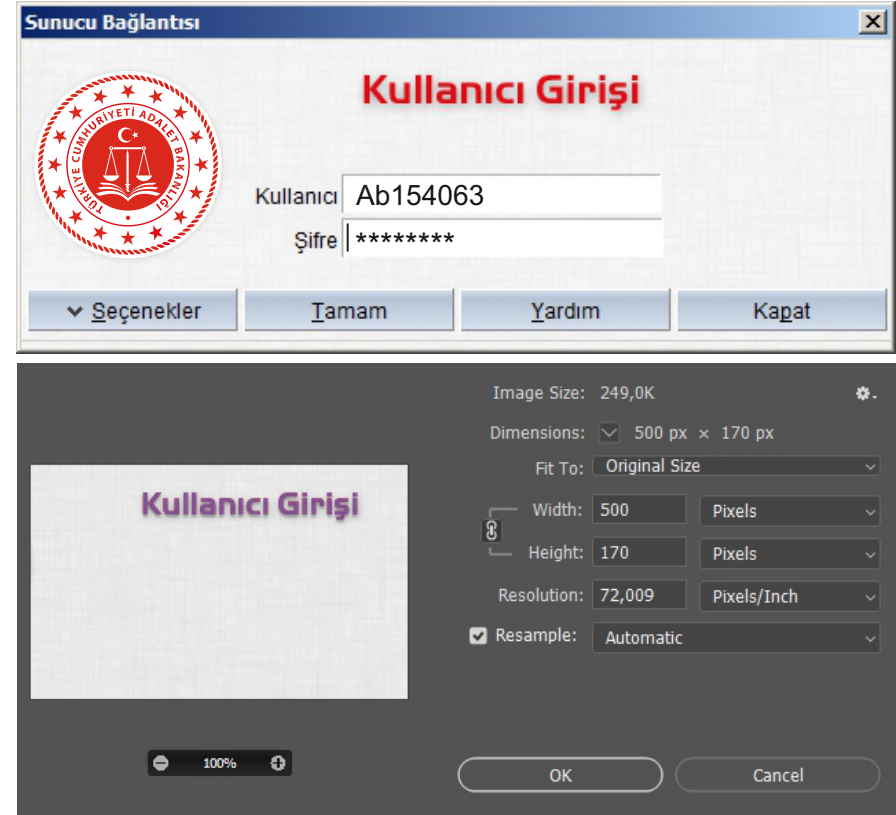 Sunucu Bağlantısı
Kullanıcı Girişi
TÜRKİYE CUMHURİYETİ ADALET BAKANLIĞI
Kullanıcı Ab154063
Şifre ********
Seçenekler Tamam Yardım Kapat
Image Size: 249,0K
Dimensions: 500 px × 170 px
Fit To: Original Size
Kullanıcı Girişi
Width: 500 Pixels
Height: 170 Pixels
Resolution: 72,009 Pixels/Inch
Resample: Automatic
100%
OK Cancel